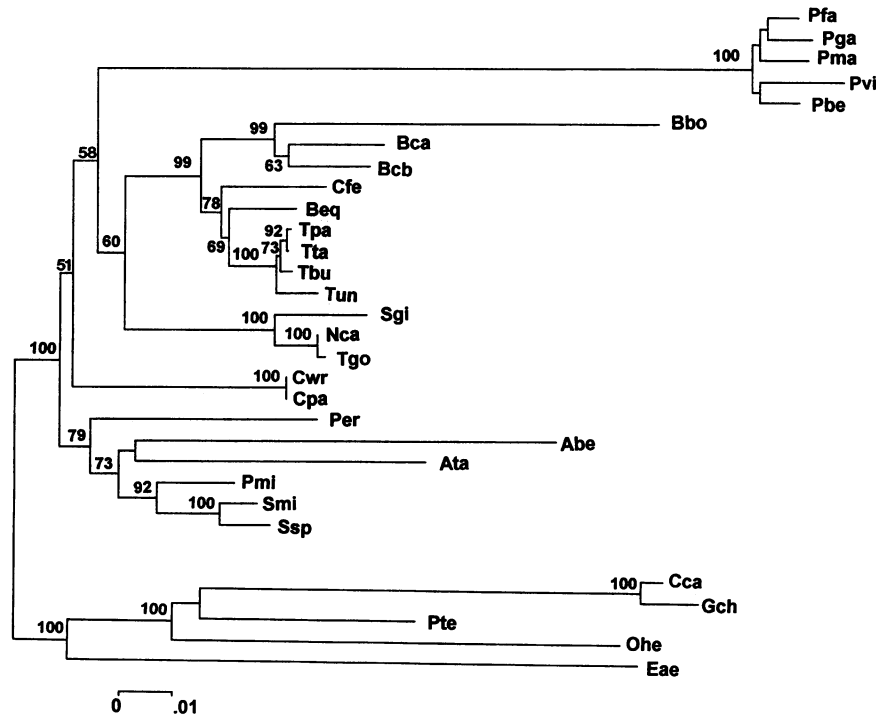 Pfa
Pga
100
Pma
Pvi
Pbe
99
Bbo
Bca
58
99
63
Bcb
78
Cfe
Beq
92
Tpa
60
69
100
73
Tta
51
Tbu
Tun
100
Sgi
100
Nca
100
Tgo
100
Cwr
Cpa
79
Per
73
Abe
Ata
92
Pmi
100
Smi
Ssp
100
Cca
100
Gch
100
Pte
Ohe
Eae
0 .01